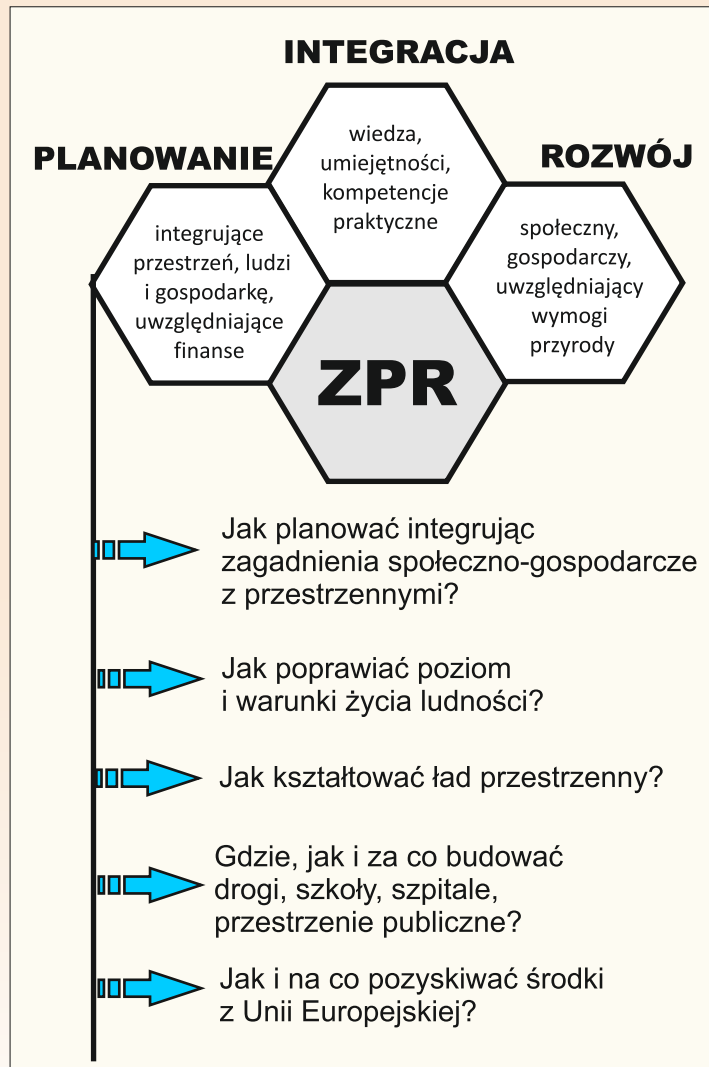 INTEGRACJA
PLANOWANIE
ROZWÓJ
wiedza,
umiejętności,
kompetencje
praktyczne
integrujące
przestrzeń, ludzi
i gospodarkę,
uwzględniające
finanse
społeczny,
gospodarczy,
uwzględniający
wymogi
przyrody
ZPR
Jak planować integrując
zagadnienia społeczno-gospodarcze
z przestrzennymi?
Jak poprawiać poziom
i warunki życia ludności?
Jak kształtować ład przestrzenny?
Gdzie, jak i za co budować
drogi, szkoły, szpitale,
przestrzenie publiczne?
Jak i na co pozyskiwać środki
z Unii Europejskiej?